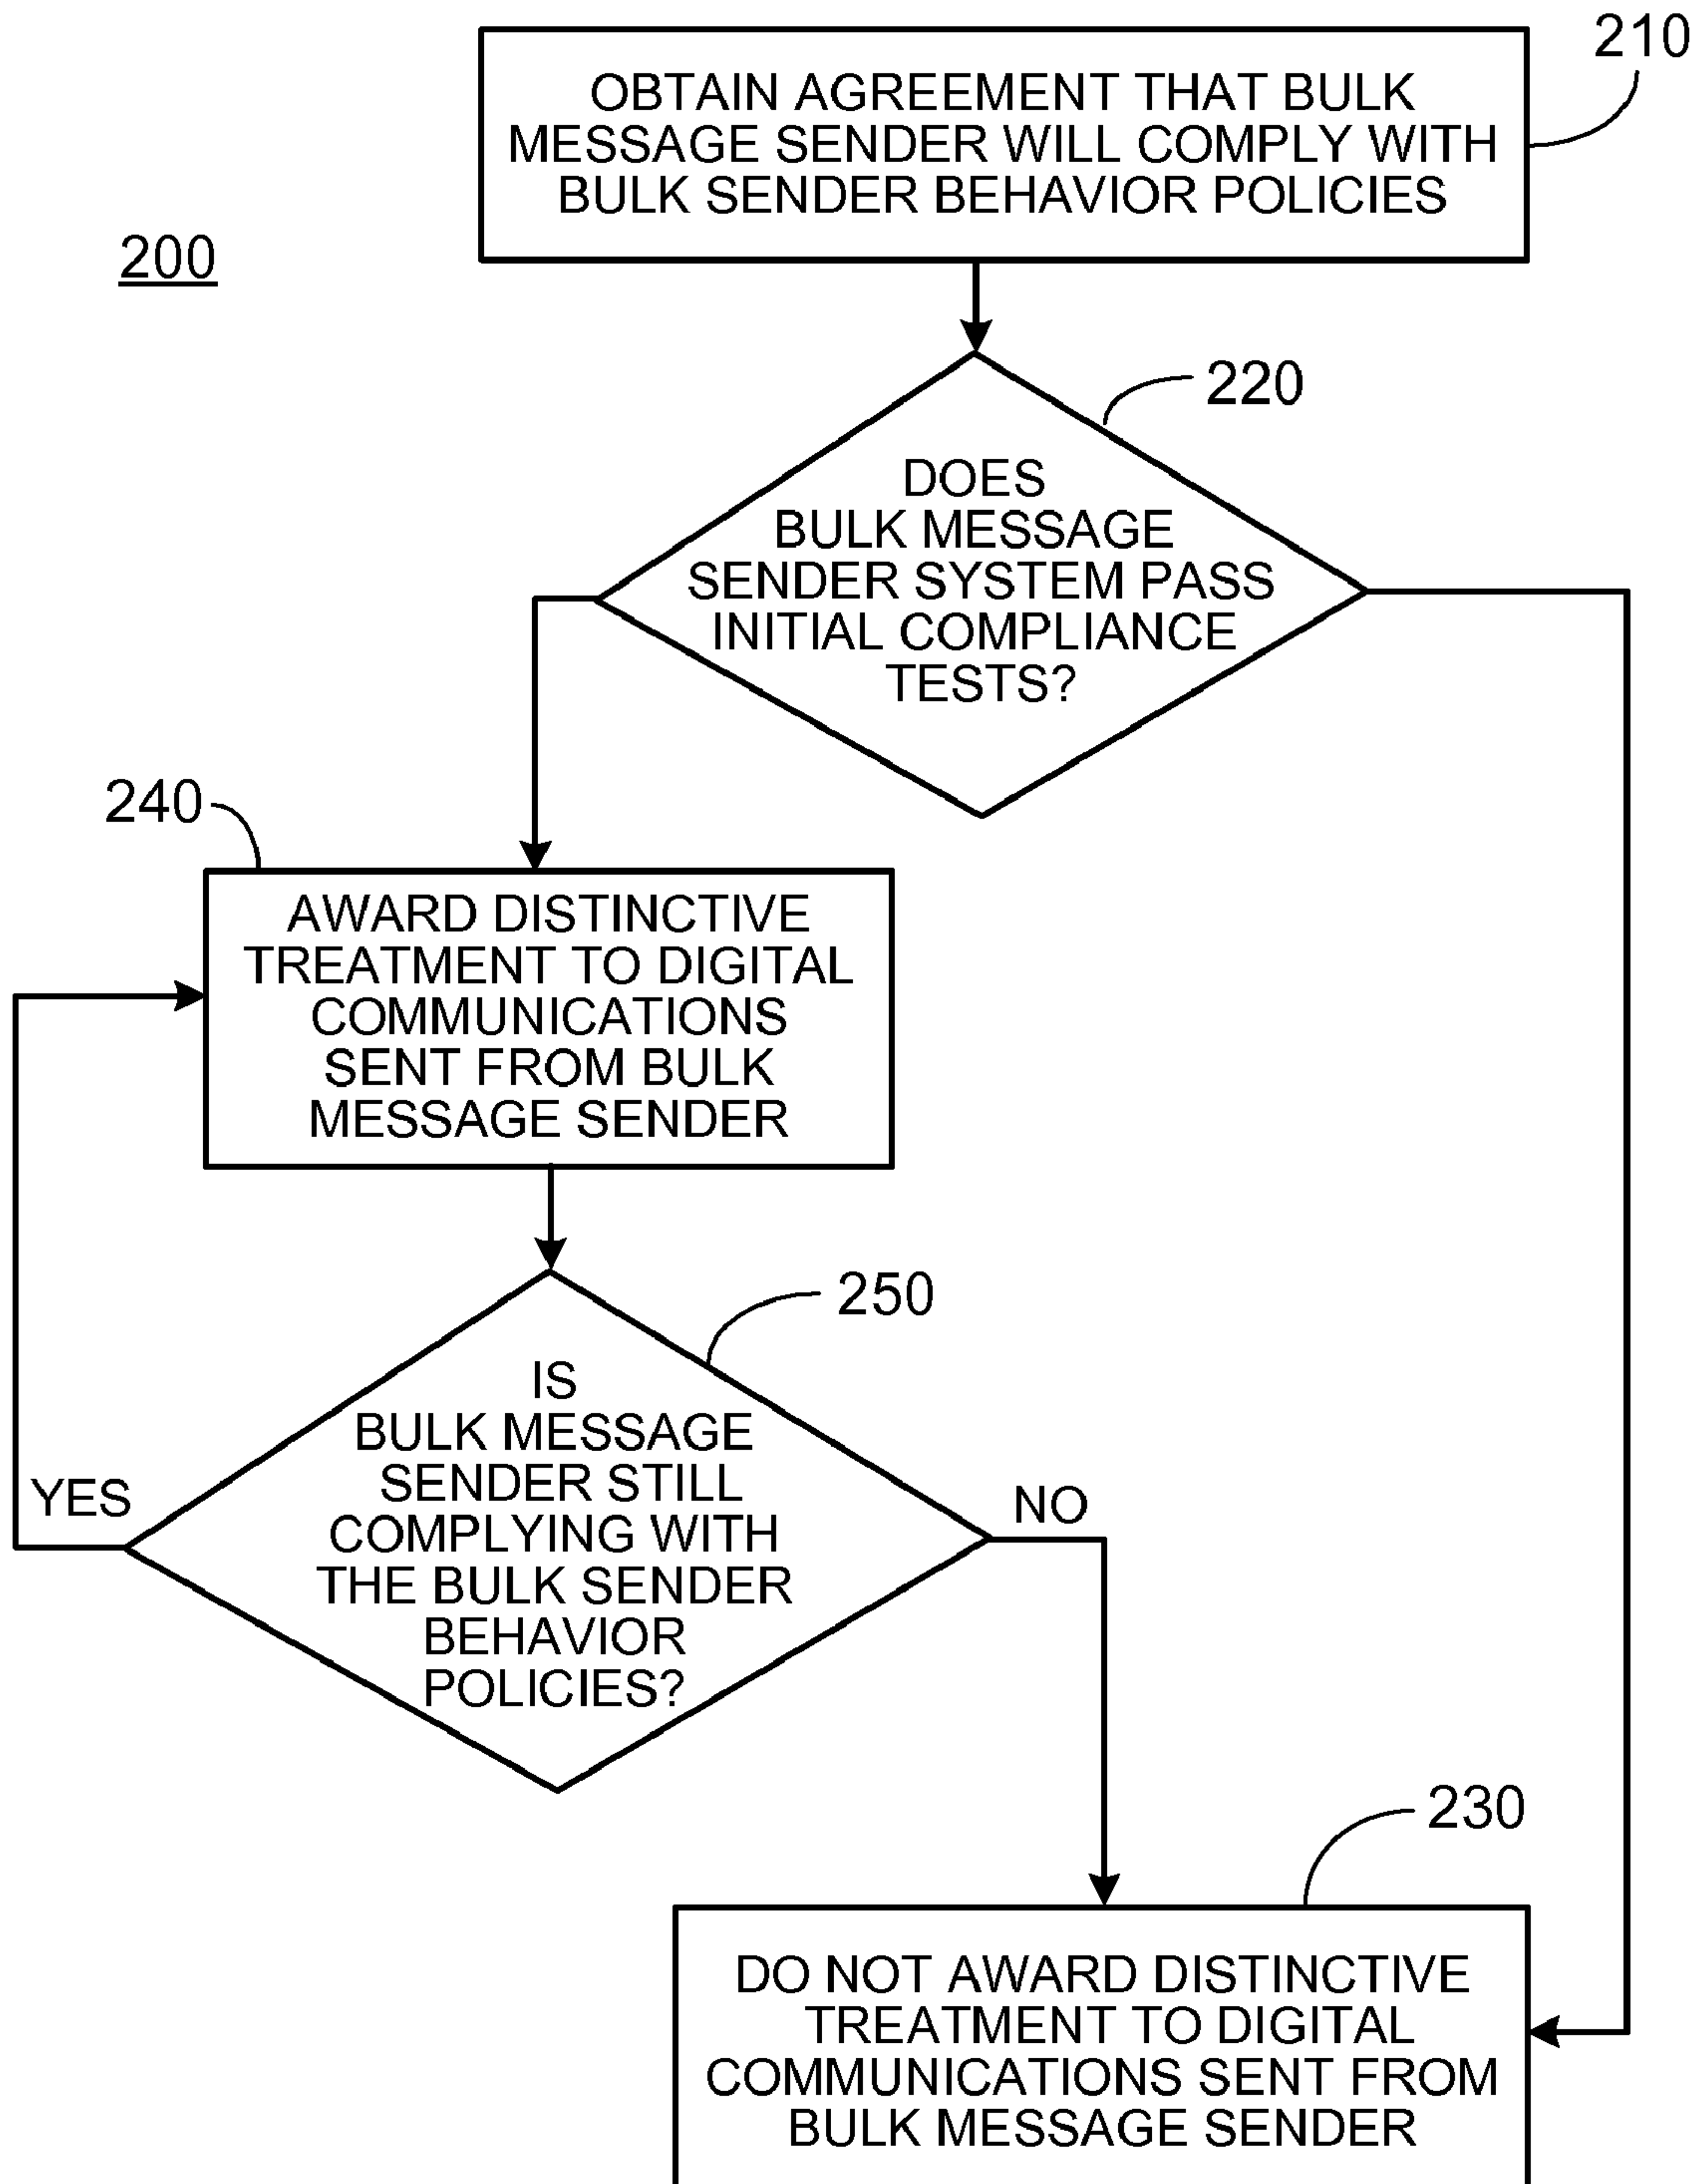 210
OBTAIN AGREEMENT THAT BULK
MESSAGE SENDER WILL COMPLY WITH
BULK SENDER BEHAVIOR POLICIES
200
220
DOES
BULK MESSAGE
SENDER SYSTEM PASS
INITIAL COMPLIANCE
TESTS?
240
AWARD DISTINCTIVE
TREATMENT TO DIGITAL
COMMUNICATIONS
SENT FROM BULK
MESSAGE SENDER
250
IS
BULK MESSAGE
SENDER STILL
COMPLYING WITH
THE BULK SENDER
BEHAVIOR
POLICIES?
YES
NO
230
DO NOT AWARD DISTINCTIVE
TREATMENT TO DIGITAL
COMMUNICATIONS SENT FROM
BULK MESSAGE SENDER